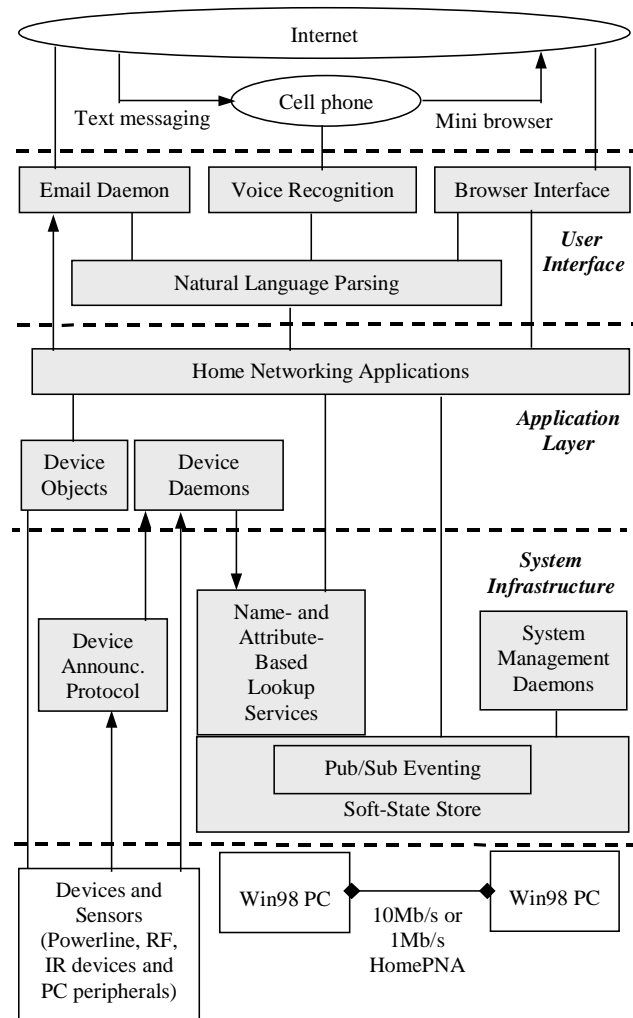 Internet
Cell phone
Text messaging
Mini browser
Email Daemon
Voice Recognition
Browser Interface
User
Interface
Natural Language Parsing
Home Networking Applications
Application
Layer
Device
Objects
Device
Daemons
System
Infrastructure
Name- and
Attribute-
Based
Lookup
Services
Device
Announc.
Protocol
System
Management
Daemons
Pub/Sub Eventing
Soft-State Store
Devices and
Sensors
(Powerline, RF,
IR devices and
PC peripherals)
Win98 PC
10Mb/s or
1Mb/s
HomePNA
Win98 PC